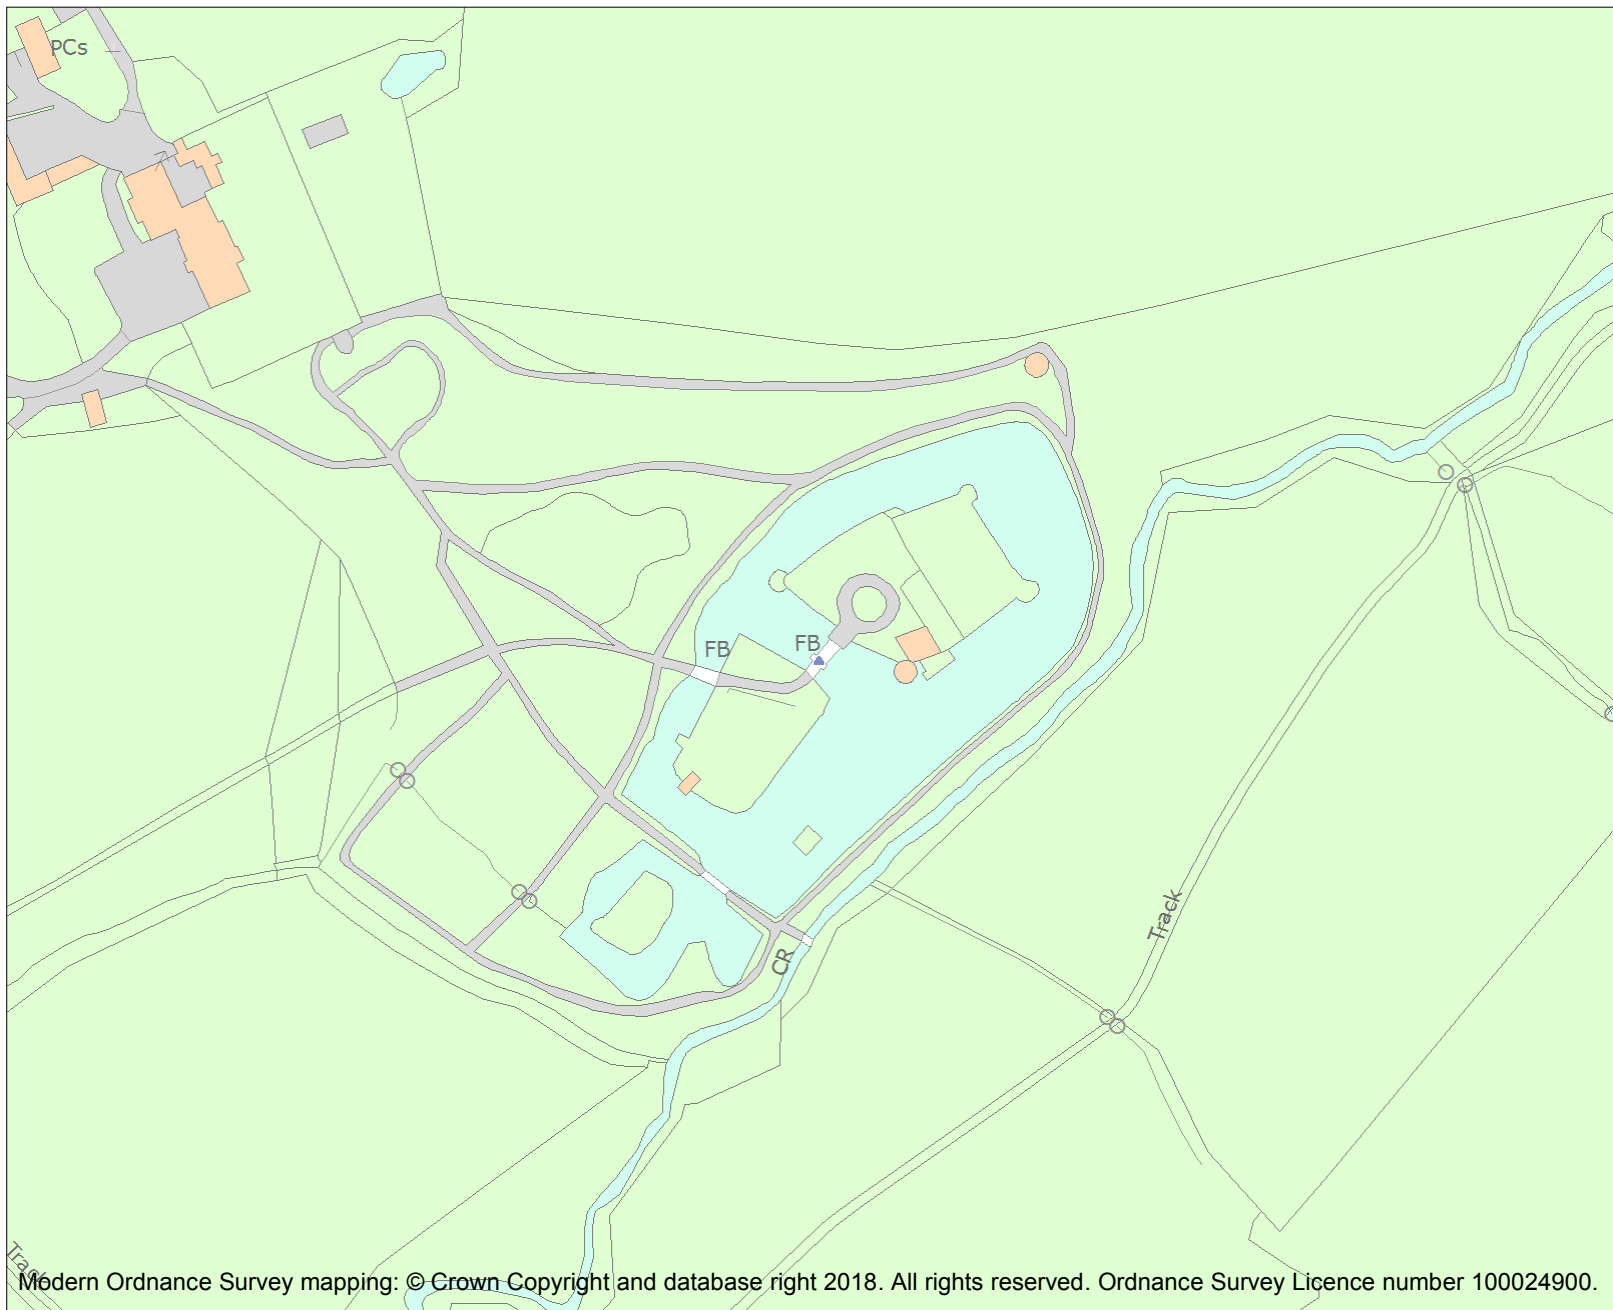 PCs
FB
FB
Track
CR
Track
Modern Ordnance Survey mapping: © Crown Copyright and database right 2018. All rights reserved. Ordnance Survey Licence number 100024900.